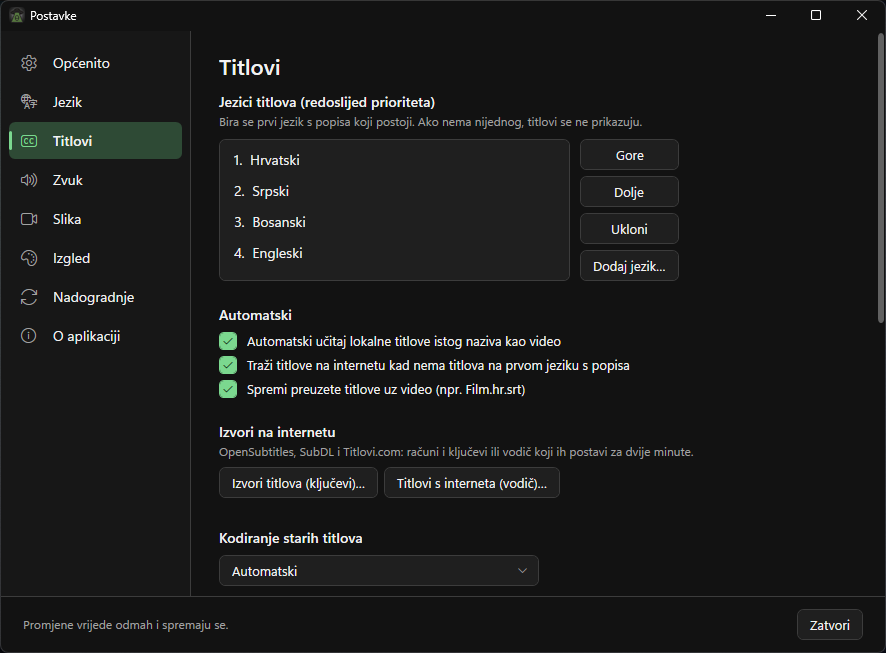 Postavke
Općenito
Jezik
Titlovi
Zvuk
Slika
Izgled
Nadogradnje
O aplikaciji
Titlovi
Jezici titlova (redoslijed prioriteta)
Bira se prvi jezik s popisa koji postoji. Ako nema nijednog, titlovi se ne prikazuju.
1. Hrvatski
2. Srpski
3. Bosanski
4. Engleski
Gore
Dolje
Ukloni
Dodaj jezik...
Automatski
Automatski učitaj lokalne titlove istog naziva kao video
Traži titlove na internetu kad nema titlova na prvom jeziku s popisa
Spremi preuzete titlove uz video (npr. Film.hr.srt)
Izvori na internetu
OpenSubtitles, SubDL i Titlovi.com: računi i ključevi ili vodič koji ih postavi za dvije minute.
Izvori titlova (ključevi)...
Titlovi s interneta (vodič)...
Kodiranje starih titlova
Automatski
Promjene vrijede odmah i spremaju se.
Zatvori